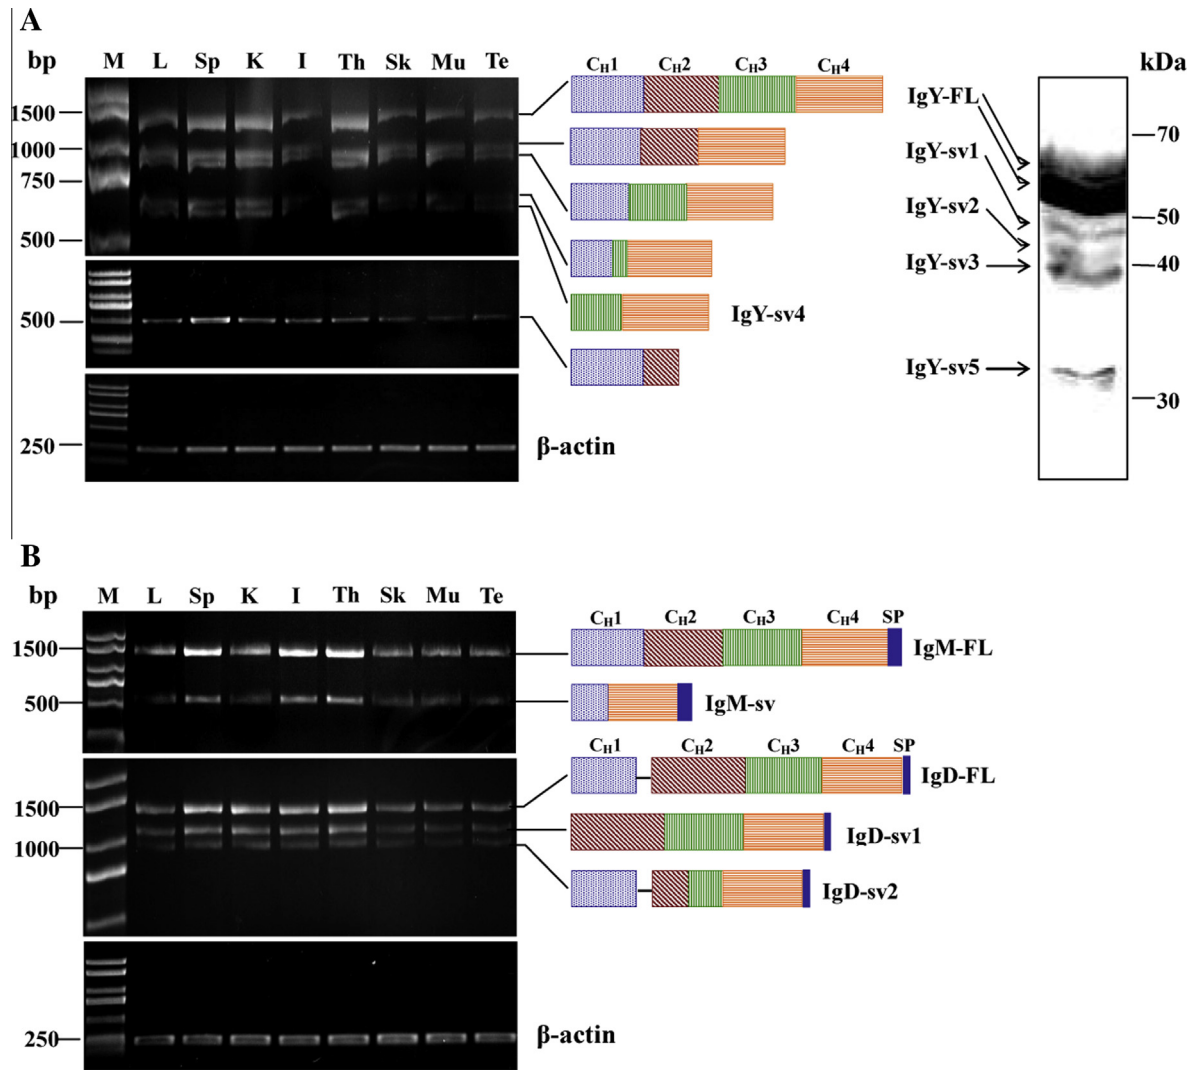 A
bp M L Sp K I Th Sk Mu Te
1500
1000
750
500
500
250
CH1 CH2 CH3 CH4
IgY-sv4
β-actin
kDa
IgY-FL
IgY-sv1
IgY-sv2
IgY-sv3
IgY-sv5
70
50
40
30
B
bp M L Sp K I Th Sk Mu Te
1500
500
1500
1000
250
CH1 CH2 CH3 CH4 SP
IgM-FL
IgM-sv
CH1 CH2 CH3 CH4 SP
IgD-FL
IgD-sv1
IgD-sv2
β-actin